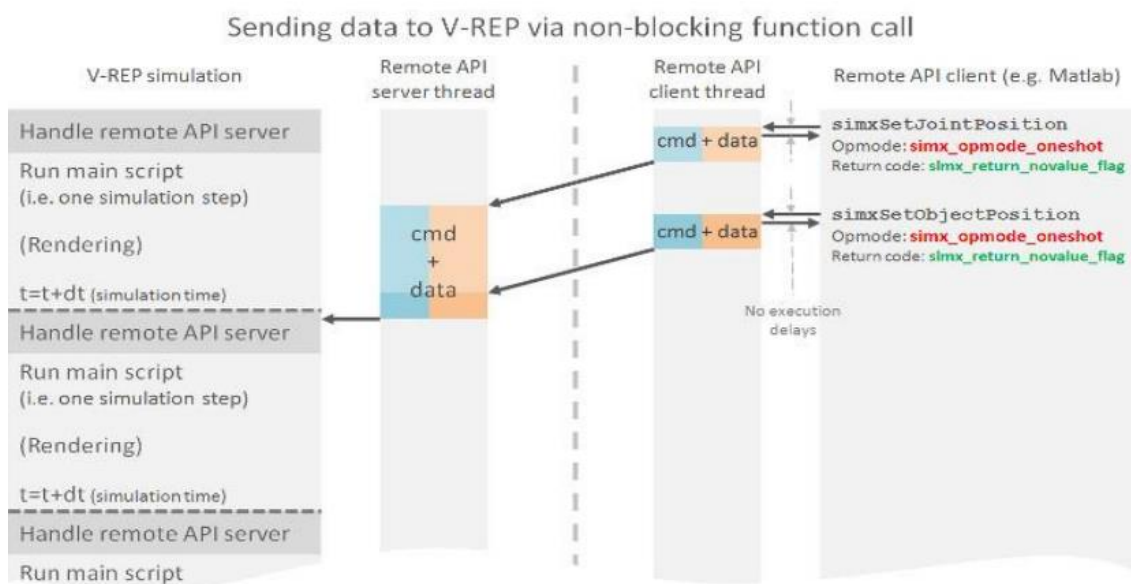 Sending data to V-REP via non-blocking function call
V-REP simulation
Remote API
server thread
Remote API
client thread
Remote API client (e.g. Matlab)
Handle remote API server
Run main script
(i.e. one simulation step)
(Rendering)
t=t+dt (simulation time)
Handle remote API server
Run main script
(i.e. one simulation step)
(Rendering)
t=t+dt (simulation time)
Handle remote API server
Run main script
cmd
+
data
cmd + data
cmd + data
simxSetJointPosition
Opmode: simx_opmode_oneshot
Return code: simx_return_novalue_flag
simxSetObjectPosition
Opmode: simx_opmode_oneshot
Return code: simx_return_novalue_flag
No execution
delays